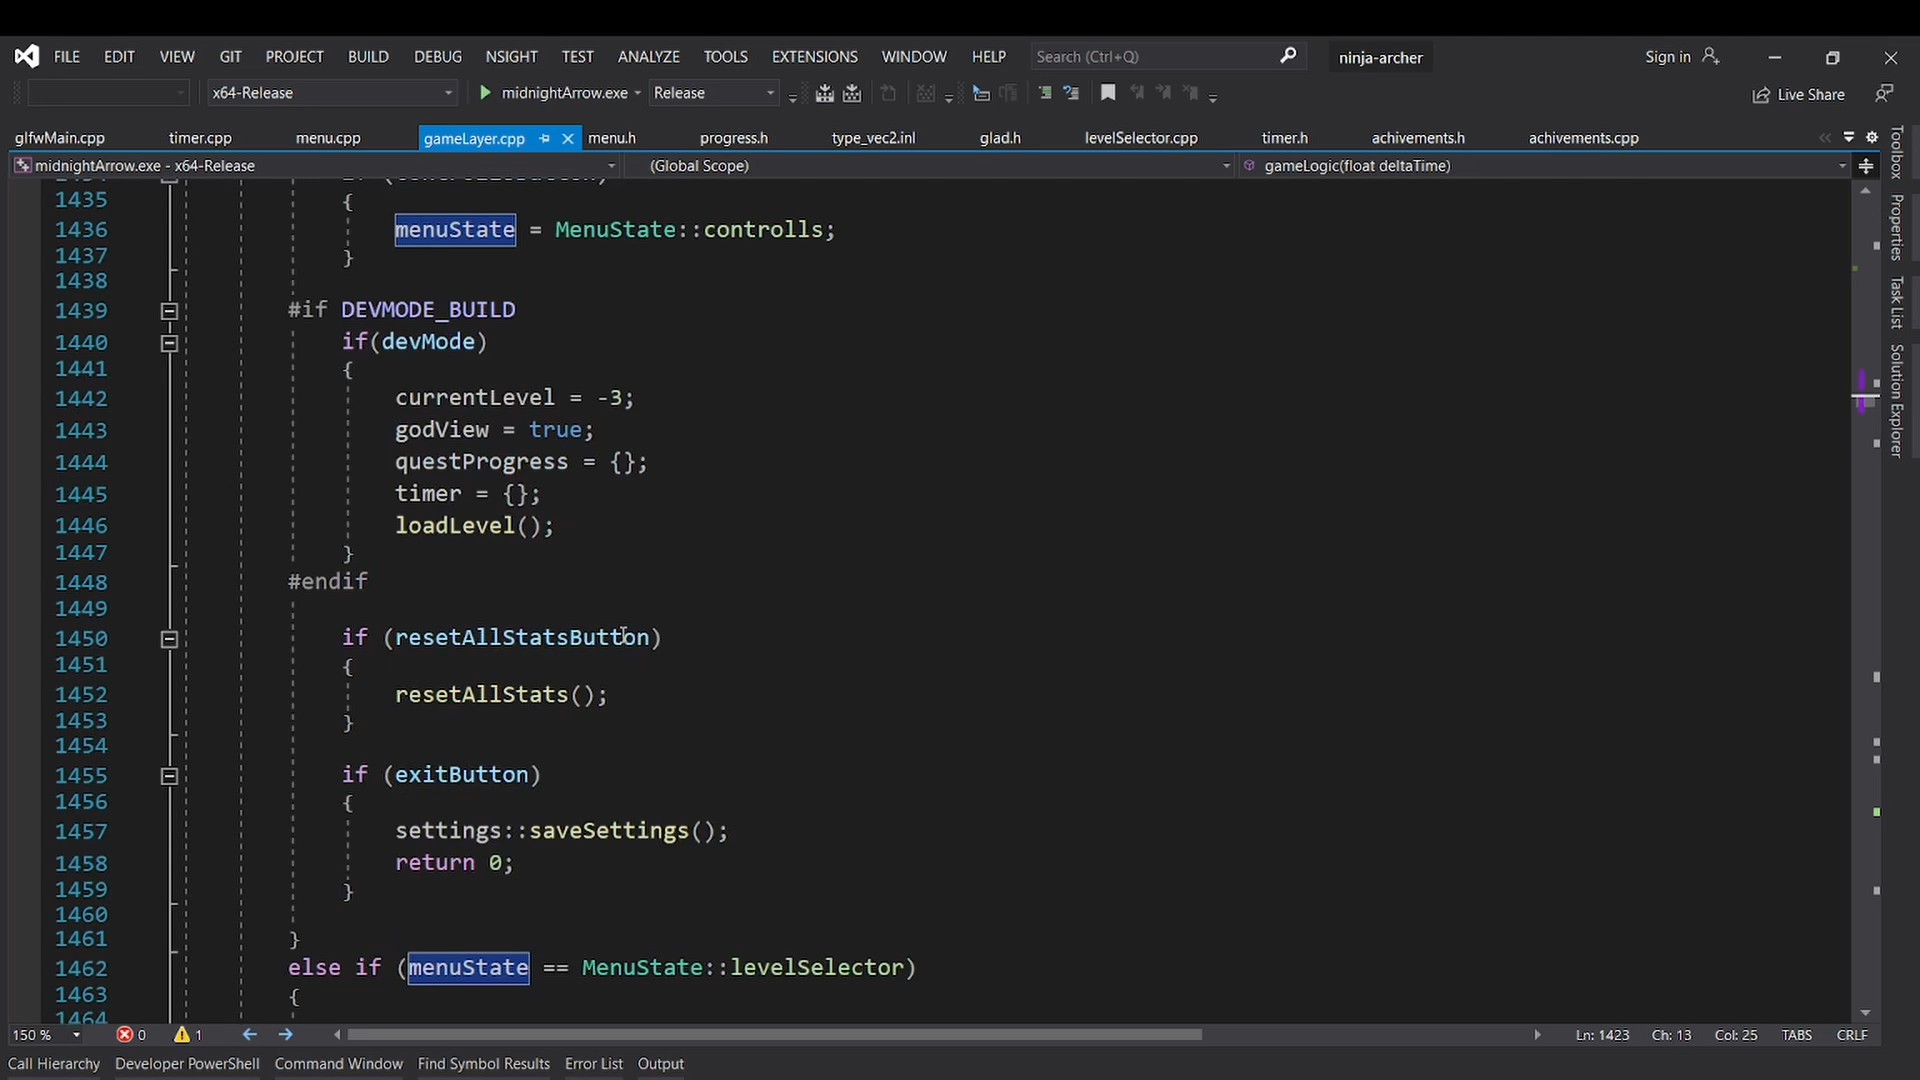 FILE EDIT VIEW GIT PROJECT BUILD DEBUG NSIGHT TEST ANALYZE TOOLS EXTENSIONS WINDOW HELP Search (Ctrl+Q) ninja-archer Sign in
x64-Release midnightArrow.exe Release Live Share
glfwMain.cpp timer.cpp menu.cpp gameLayer.cpp menu.h progress.h type_vec2.inl glad.h levelSelector.cpp timer.h achivements.h achivements.cpp
midnightArrow.exe - x64-Release (Global Scope) gameLogic(float deltaTime)
1435 {
1436 menuState = MenuState::controlls;
1437 }
1438
1439 #if DEVMODE_BUILD
1440 if(devMode)
1441 {
1442 currentLevel = -3;
1443 godView = true;
1444 questProgress = {};
1445 timer = {};
1446 loadLevel();
1447 }
1448 #endif
1449
1450 if (resetAllStatsButton)
1451 {
1452 resetAllStats();
1453 }
1454
1455 if (exitButton)
1456 {
1457 settings::saveSettings();
1458 return 0;
1459 }
1460
1461 }
1462 else if (menuState == MenuState::levelSelector)
1463 {
1464
Toolbox
Properties
Task List
Solution Explorer
150 % 0 1 Ln: 1423 Ch: 13 Col: 25 TABS CRLF
Call Hierarchy Developer PowerShell Command Window Find Symbol Results Error List Output